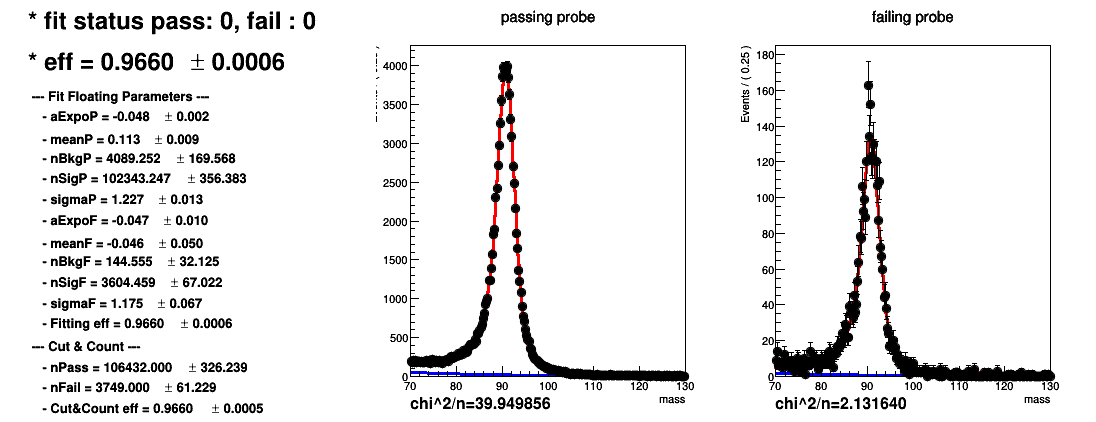 * fit status pass: 0, fail : 0
* eff = 0.9660 ± 0.0006
--- Fit Floating Parameters ---
- aExpoP = -0.048 ± 0.002
- meanP = 0.113 ± 0.009
- nBkgP = 4089.252 ± 169.568
- nSigP = 102343.247 ± 356.383
- sigmaP = 1.227 ± 0.013
- aExpoF = -0.047 ± 0.010
- meanF = -0.046 ± 0.050
- nBkgF = 144.555 ± 32.125
- nSigF = 3604.459 ± 67.022
- sigmaF = 1.175 ± 0.067
- Fitting eff = 0.9660 ± 0.0006
--- Cut & Count ---
- nPass = 106432.000 ± 326.239
- nFail = 3749.000 ± 61.229
- Cut&Count eff = 0.9660 ± 0.0005
passing probe
4000
3500
3000
2500
2000
1500
1000
500
0
70 80 90 100 110 120 130
mass
chi^2/n=39.949856
failing probe
Events / ( 0.25 )
180
160
140
120
100
80
60
40
20
0
70 80 90 100 110 120 130
mass
chi^2/n=2.131640